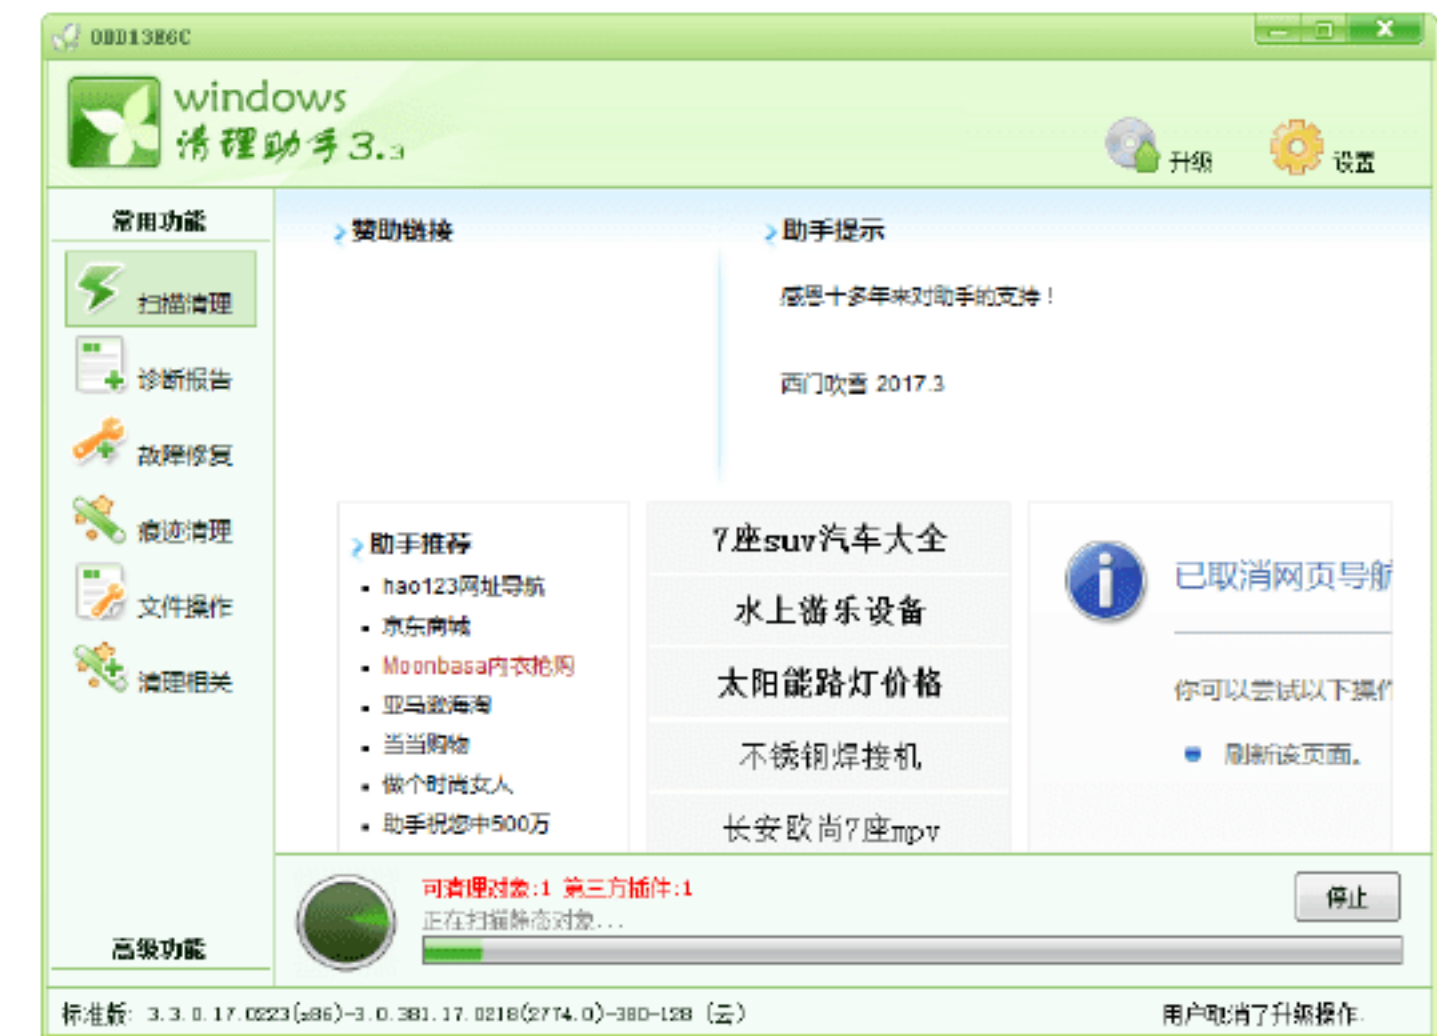 0BD13B6C
windows
清理助手3.3
升级
设置
常用功能
扫描清理
诊断报告
故障修复
痕迹清理
文件操作
清理相关
高级功能
赞助链接
助手提示
感恩十多年来对助手的支持！
西门吹雪 2017.3
助手推荐
hao123网址导航
京东商城
Moonbasa内衣抢购
亚马逊海淘
当当购物
做个时尚女人
助手祝您中500万
7座suv汽车大全
水上游乐设备
太阳能路灯价格
不锈钢焊接机
长安欧尚7座mpv
已取消网页导航
你可以尝试以下操作
刷新该页面。
可清理对象:1 第三方插件:1
正在扫描静态对象...
停止
标准版: 3.3.0.17.0223(x86)-3.0.381.17.0218(2774.0)-38D-128 (云)
用户取消了升级操作.